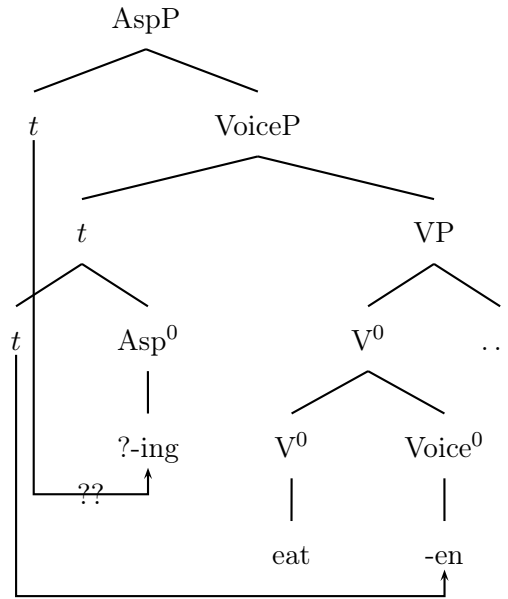 AspP
t VoiceP
t VP
t Asp⁰ V⁰ ..
?-ing V⁰ Voice⁰
??
eat -en